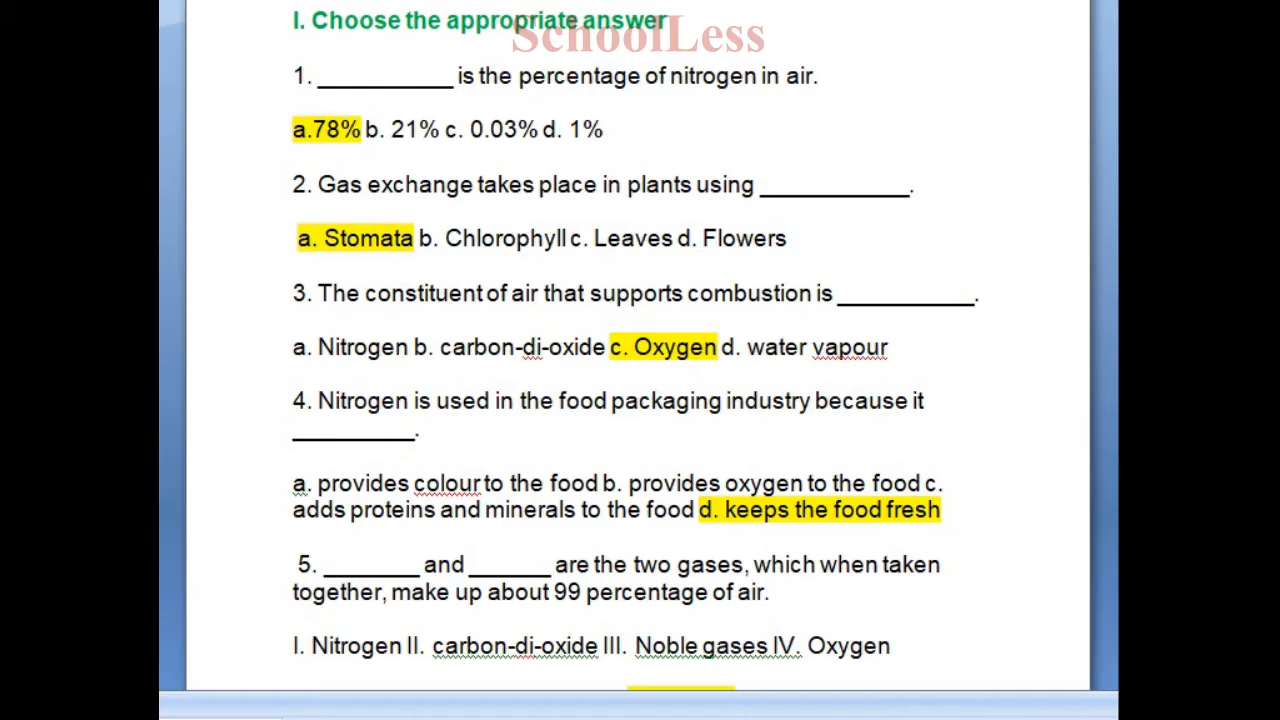 I. Choose the appropriate answer
SchoolLess
1. ___________ is the percentage of nitrogen in air.
a.78% b. 21% c. 0.03% d. 1%
2. Gas exchange takes place in plants using ____________.
a. Stomata b. Chlorophyll c. Leaves d. Flowers
3. The constituent of air that supports combustion is ___________.
a. Nitrogen b. carbon-di-oxide c. Oxygen d. water vapour
4. Nitrogen is used in the food packaging industry because it
__________.
a. provides colour to the food b. provides oxygen to the food c.
adds proteins and minerals to the food d. keeps the food fresh
5. ________ and _______ are the two gases, which when taken
together, make up about 99 percentage of air.
I. Nitrogen II. carbon-di-oxide III. Noble gases IV. Oxygen